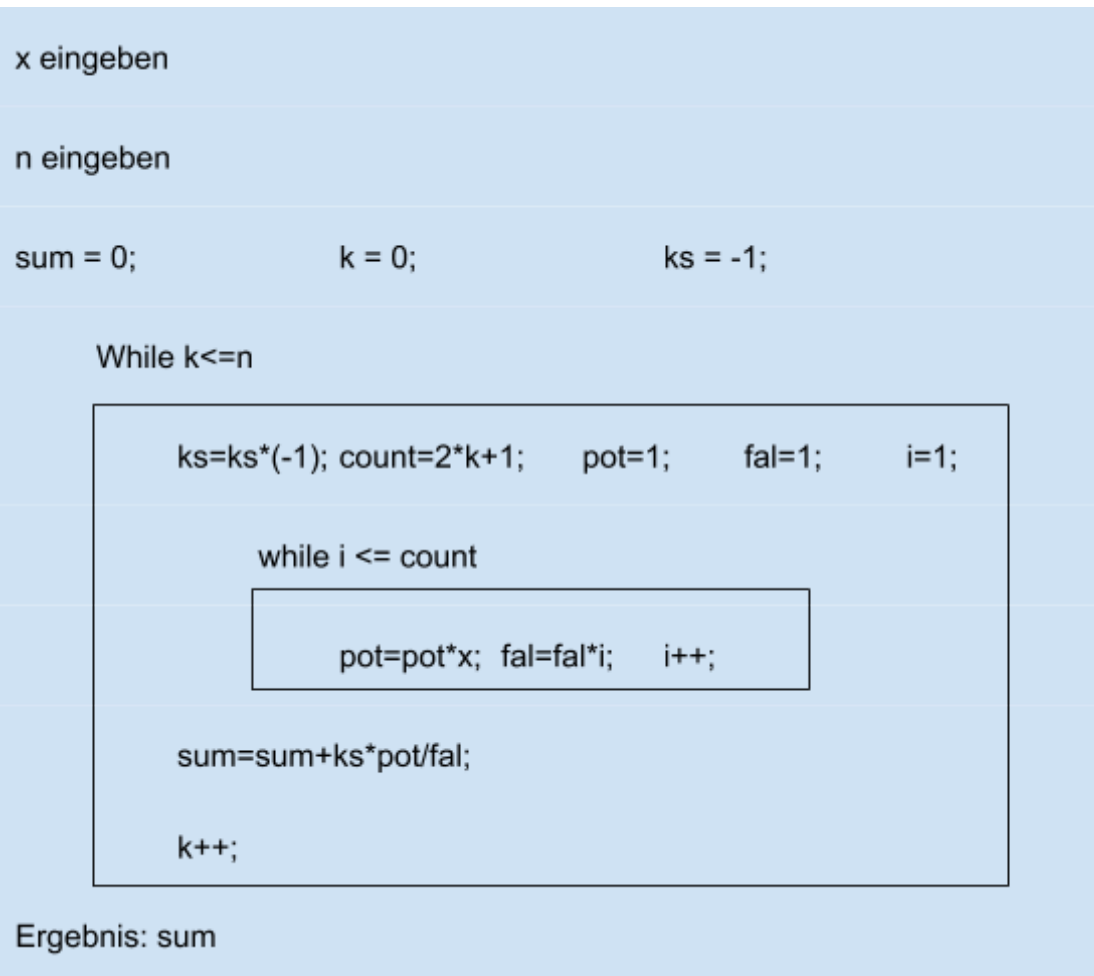 x eingeben
n eingeben
sum = 0; k = 0; ks = -1;
While k<=n
ks=ks*(-1); count=2*k+1; pot=1; fal=1; i=1;
while i <= count
pot=pot*x; fal=fal*i; i++;
sum=sum+ks*pot/fal;
k++;
Ergebnis: sum